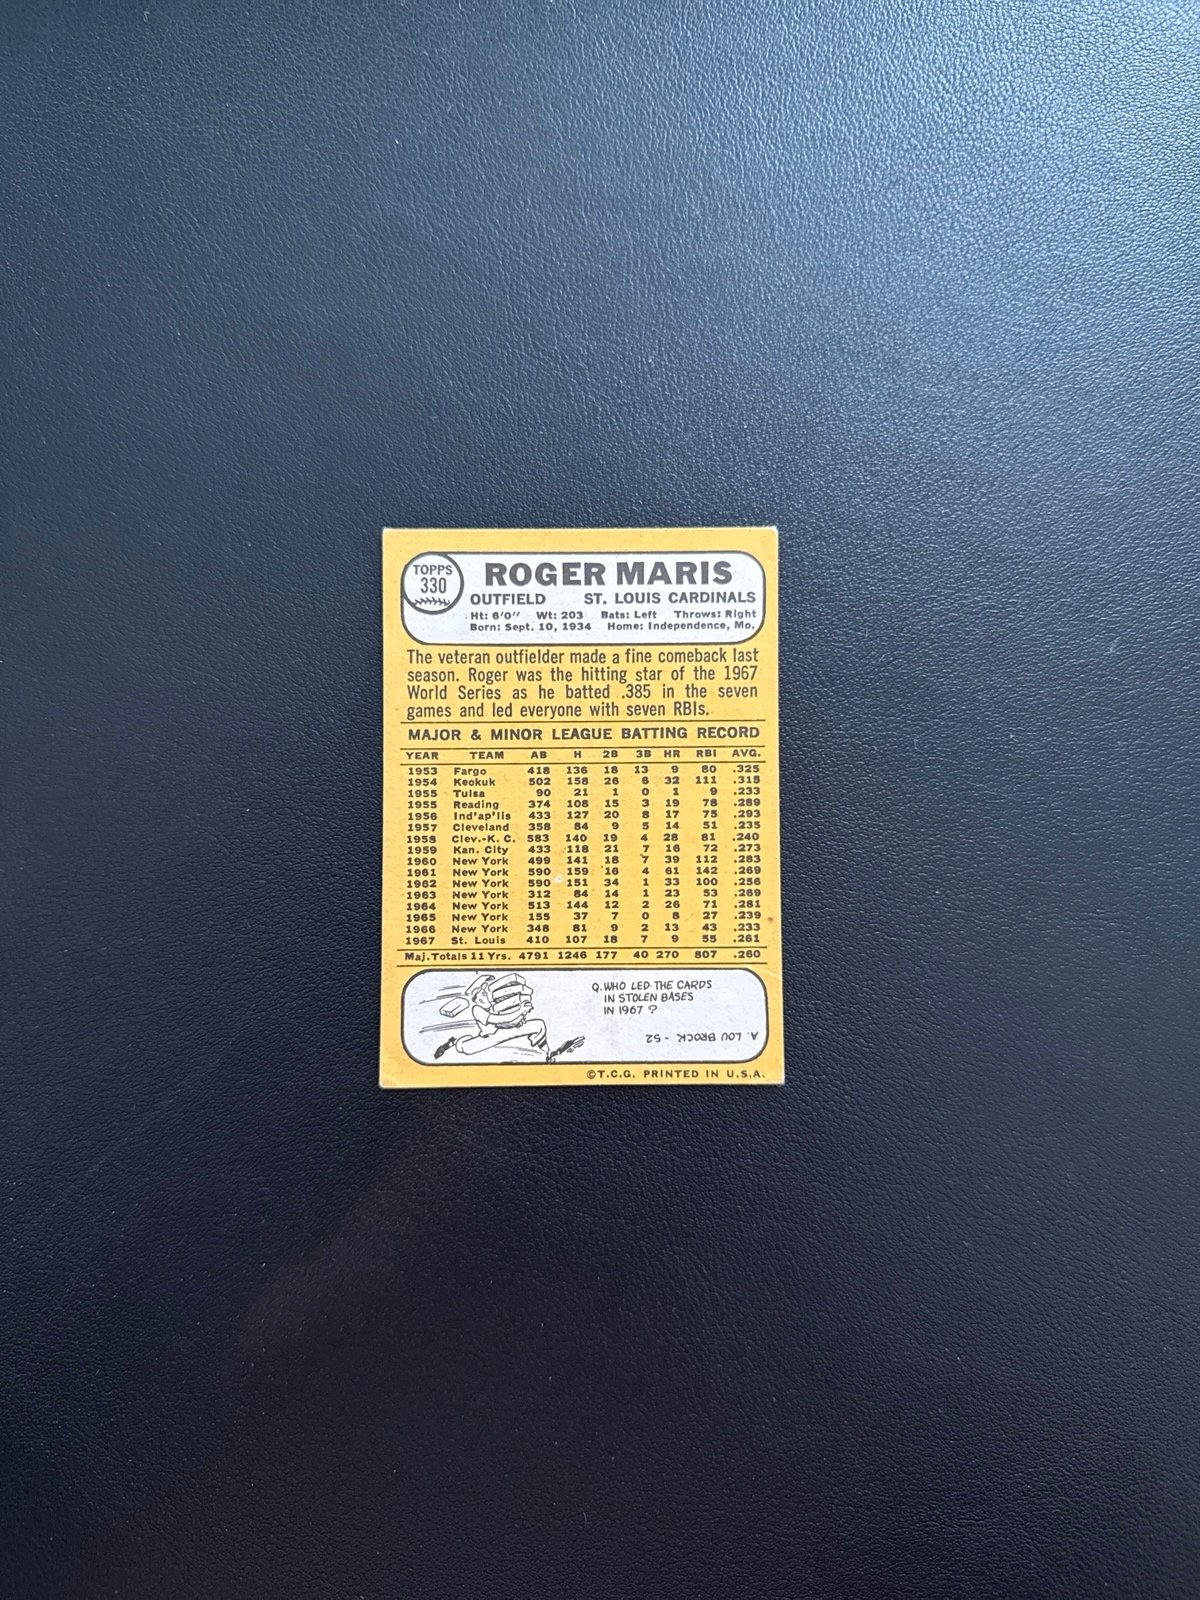 TOPPS
330
ROGER MARIS
OUTFIELD ST. LOUIS CARDINALS
Ht: 6'0" Wt: 203 Bats: Left Throws: Right
Born: Sept. 10, 1934 Home: Independence, Mo.
The veteran outfielder made a fine comeback last
season. Roger was the hitting star of the 1967
World Series as he batted .385 in the seven
games and led everyone with seven RBIs.
MAJOR & MINOR LEAGUE BATTING RECORD
YEAR TEAM AB H 2B 3B HR RBI AVG.
1953 Fargo 418 136 18 13 9 80 .325
1954 Keokuk 502 158 26 6 32 111 .315
1955 Tulsa 90 21 1 0 1 9 .233
1955 Reading 374 108 15 3 19 78 .289
1956 Ind'ap'lis 433 127 20 8 17 75 .293
1957 Cleveland 358 84 9 5 14 51 .235
1958 Clev.-K. C. 583 140 19 4 28 81 .240
1959 Kan. City 433 118 21 7 16 72 .273
1960 New York 499 141 18 7 39 112 .283
1961 New York 590 159 16 4 61 142 .269
1962 New York 590 151 34 1 33 100 .256
1963 New York 312 84 14 1 23 53 .269
1964 New York 513 144 12 2 26 71 .281
1965 New York 155 37 7 0 8 27 .239
1966 New York 348 81 9 2 13 43 .233
1967 St. Louis 410 107 18 7 9 55 .261
Maj. Totals 11 Yrs. 4791 1246 177 40 270 807 .260
Q. WHO LED THE CARDS
IN STOLEN BASES
IN 1967 ?
A. LOU BROCK - 52
©T.C.G. PRINTED IN U.S.A.